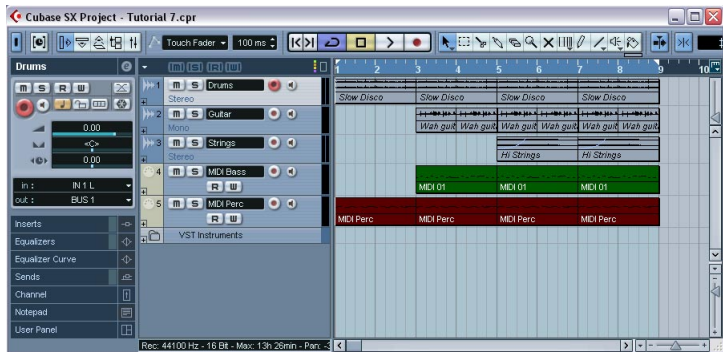 Cubase SX Project - Tutorial 7.cpr
Touch Fader 100 ms
Drums
M S R W
1 2 3 4 5 6 7 8 9 10
M S R W
1 M S Drums
Stereo
Slow Disco Slow Disco Slow Disco Slow Disco
0.00
2 M S Guitar
Mono
Wah guit Wah guit Wah guit Wah guit Wah guit Wah guit
<C>
0.00
3 M S Strings
Stereo
Hi Strings Hi Strings
4 M S MIDI Bass
R W
MIDI 01 MIDI 01 MIDI 01
in : IN 1 L
out : BUS 1
5 M S MIDI Perc
R W
MIDI Perc MIDI Perc MIDI Perc MIDI Perc
VST Instruments
Inserts
Equalizers
Equalizer Curve
Sends
Channel
Notepad
User Panel
Rec: 44100 Hz - 16 Bit - Max: 13h 26min - Pan: -3